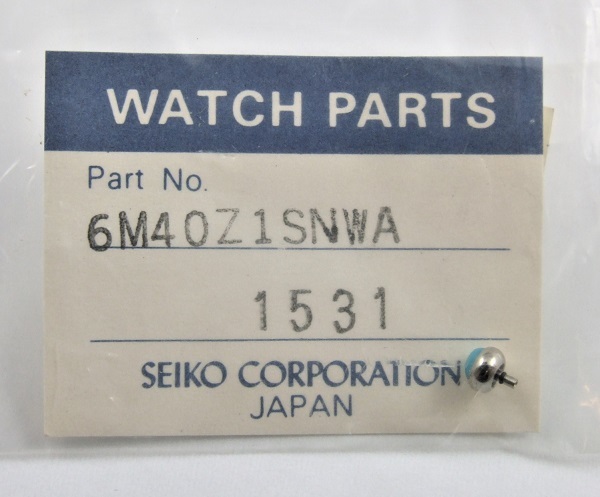 WATCH PARTS
Part No.
6M40Z1SNWA
1531
SEIKO CORPORATION
JAPAN